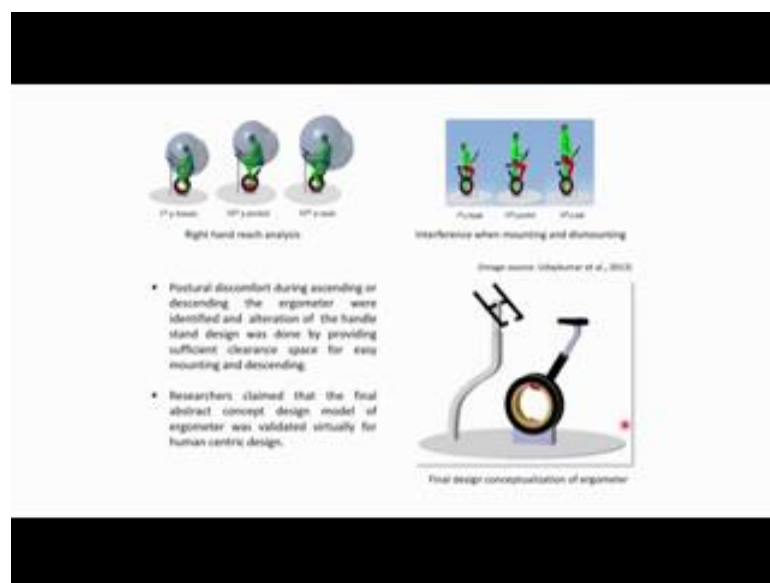 Right hand reach analysis
Interference when mounting and dismounting
(Image source: Udaykumar et al., 2013)
• Postural discomfort during ascending or
descending the ergometer were
identified and alteration of the handle
stand design was done by providing
sufficient clearance space for easy
mounting and descending.
• Researchers claimed that the final
abstract concept design model of
ergometer was validated virtually for
human centric design.
Final design conceptualization of ergometer